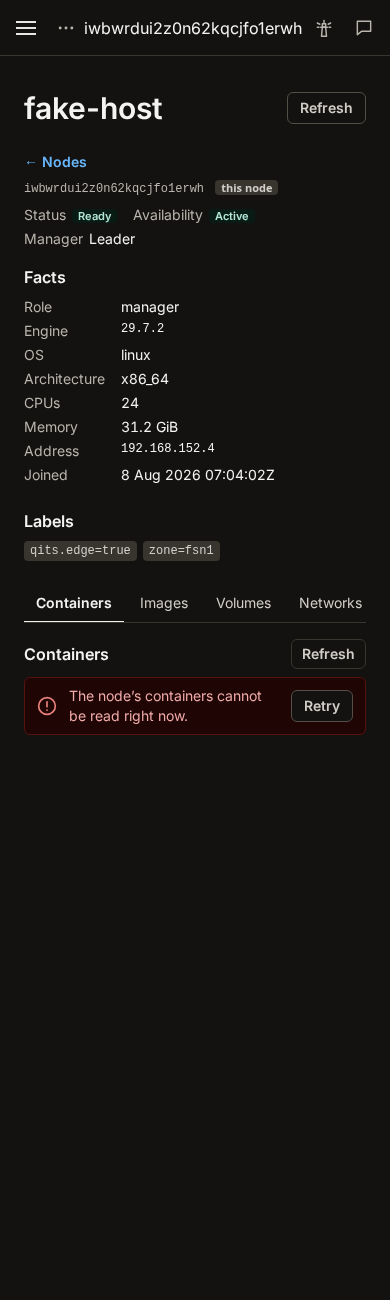 iwbwrdui2z0n62kqcjfo1erwh
fake-host
Refresh
← Nodes
iwbwrdui2z0n62kqcjfo1erwh this node
Status Ready Availability Active
Manager Leader
Facts
Role manager
Engine 29.7.2
OS linux
Architecture x86_64
CPUs 24
Memory 31.2 GiB
Address 192.168.152.4
Joined 8 Aug 2026 07:04:02Z
Labels
qits.edge=true zone=fsn1
Containers Images Volumes Networks
Containers Refresh
The node’s containers cannot
be read right now.
Retry